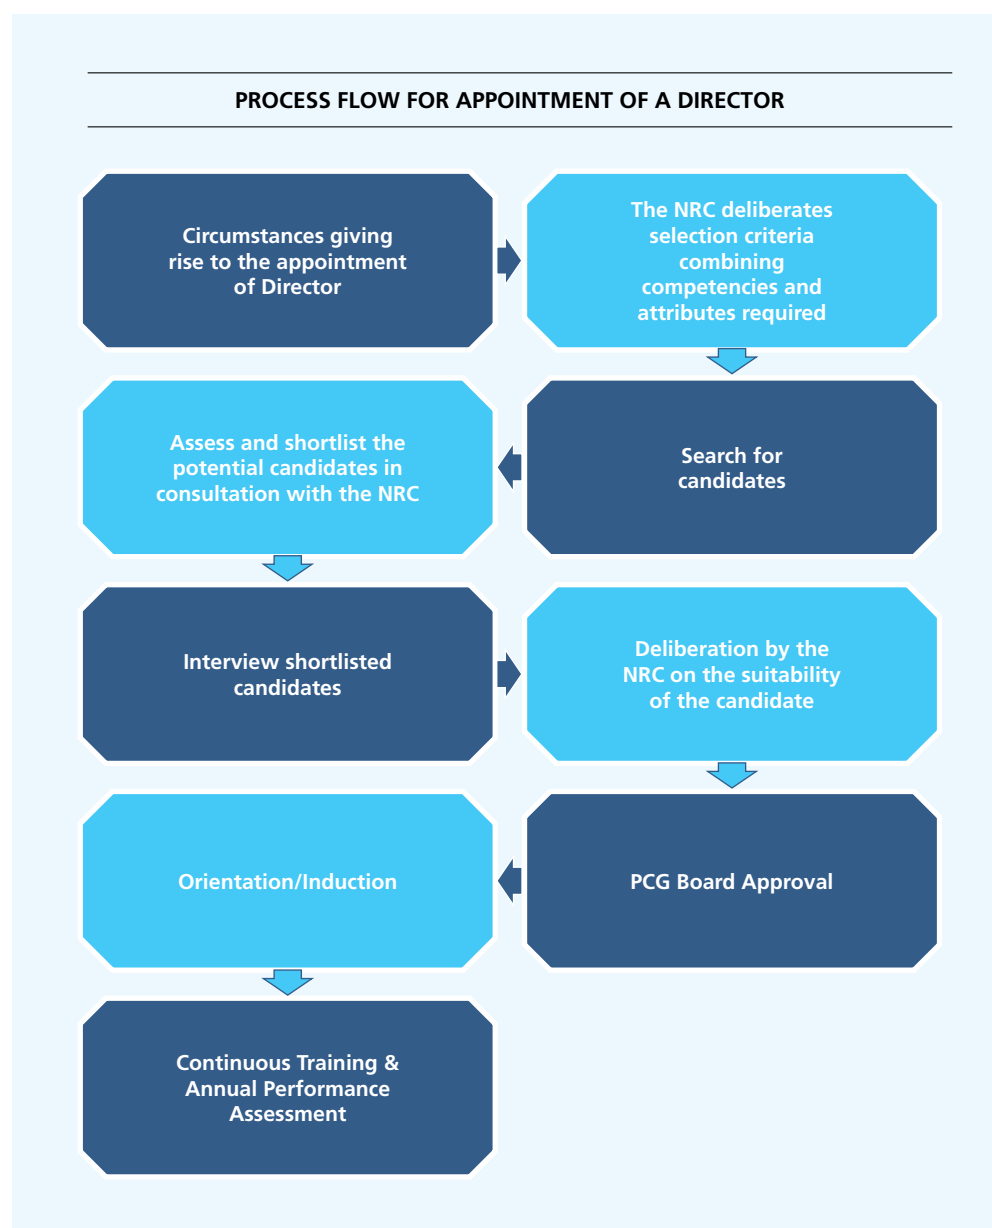 PROCESS FLOW FOR APPOINTMENT OF A DIRECTOR
Circumstances giving
rise to the appointment
of Director
The NRC deliberates
selection criteria
combining
competencies and
attributes required
Search for
candidates
Assess and shortlist the
potential candidates in
consultation with the NRC
Interview shortlisted
candidates
Deliberation by the
NRC on the suitability
of the candidate
PCG Board Approval
Orientation/Induction
Continuous Training &
Annual Performance
Assessment